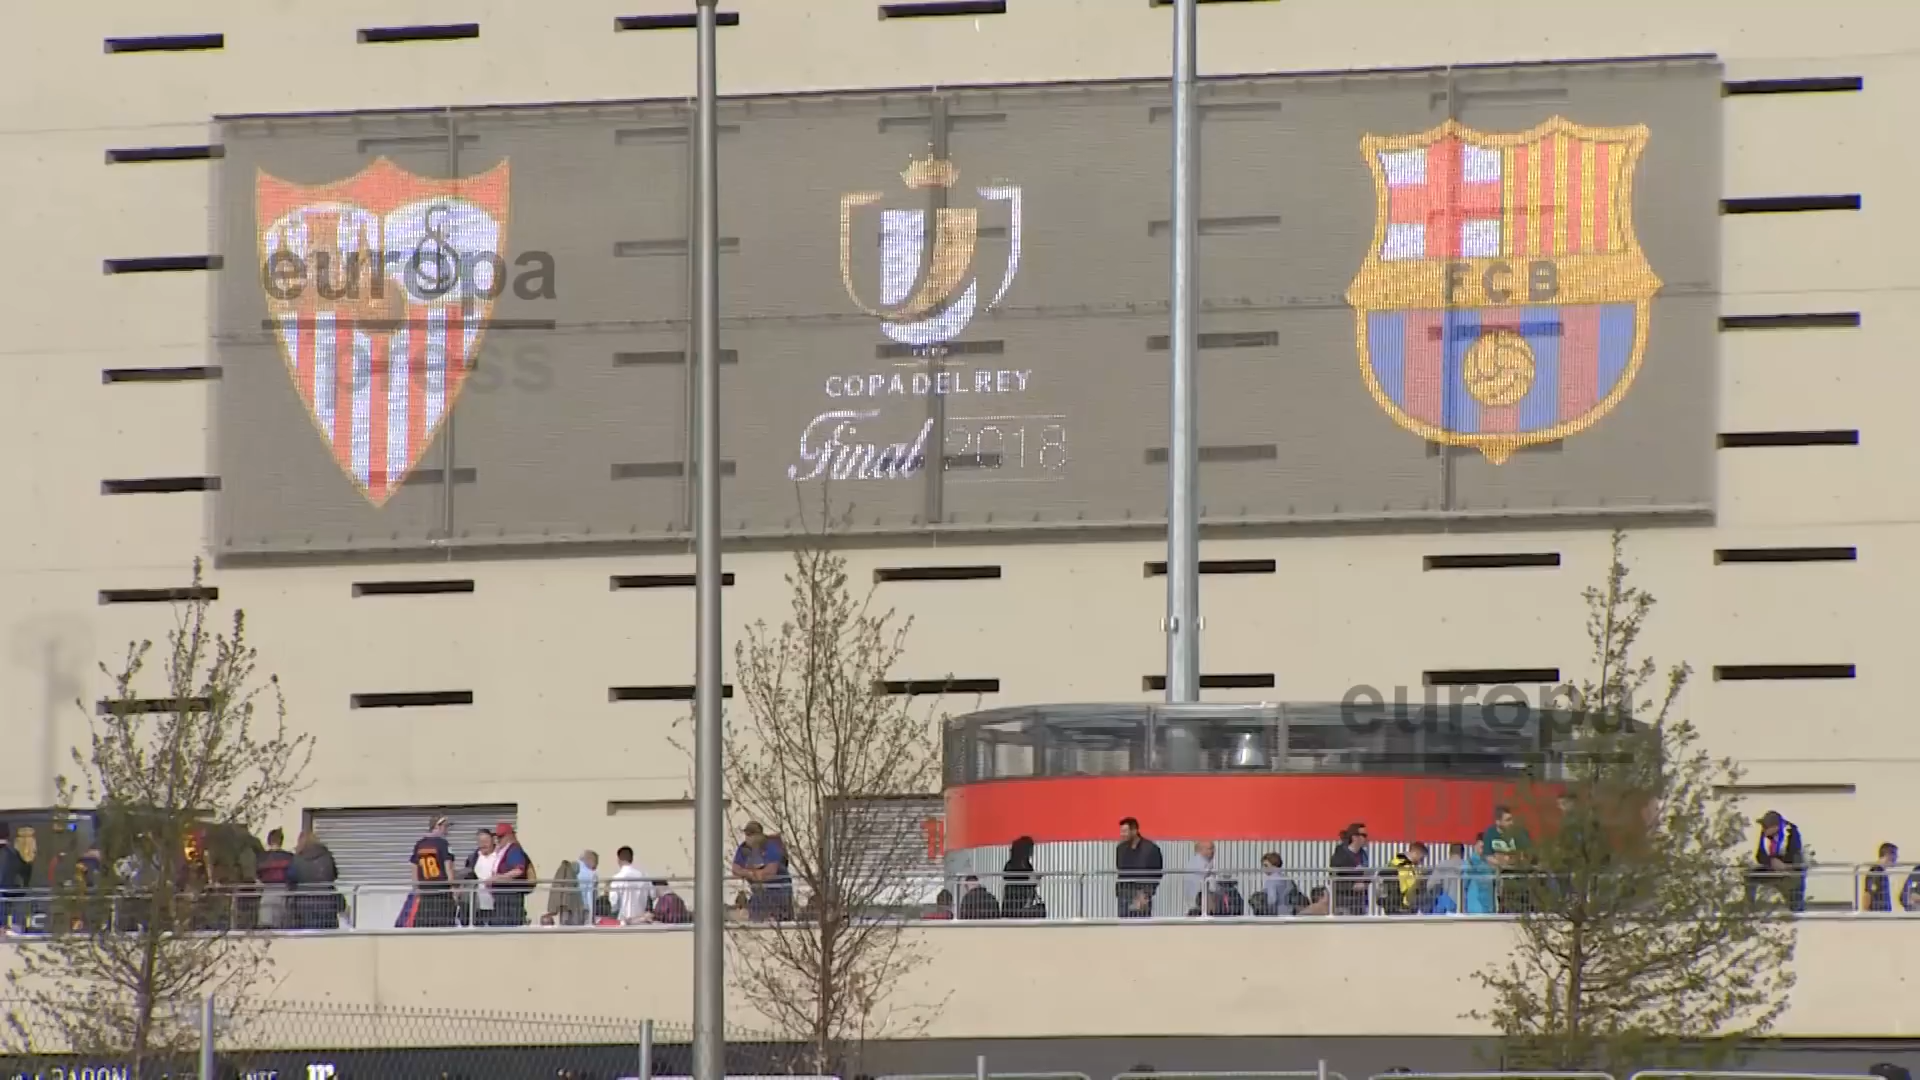 europa
press
FCB
COPA DEL REY
Final 2018
europa
press
18